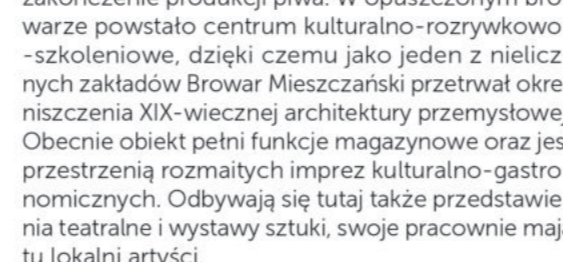 zakończenie produkcji piwa. W opuszczonym bro
warze powstało centrum kulturalno-rozrywkowo
-szkoleniowe, dzięki czemu jako jeden z nielicz
nych zakładów Browar Mieszczański przetrwał okre
niszczenia XIX-wiecznej architektury przemysłowej
Obecnie obiekt pełni funkcje magazynowe oraz jes
przestrzenią rozmaitych imprez kulturalno-gastro
nomicznych. Odbywają się tutaj także przedstawie
nia teatralne i wystawy sztuki, swoje pracownie mają
tu lokalni artyści.